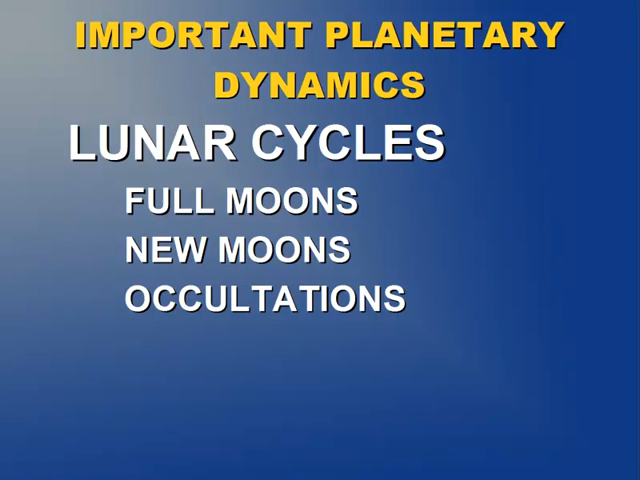 IMPORTANT PLANETARY
DYNAMICS
LUNAR CYCLES
FULL MOONS
NEW MOONS
OCCULTATIONS